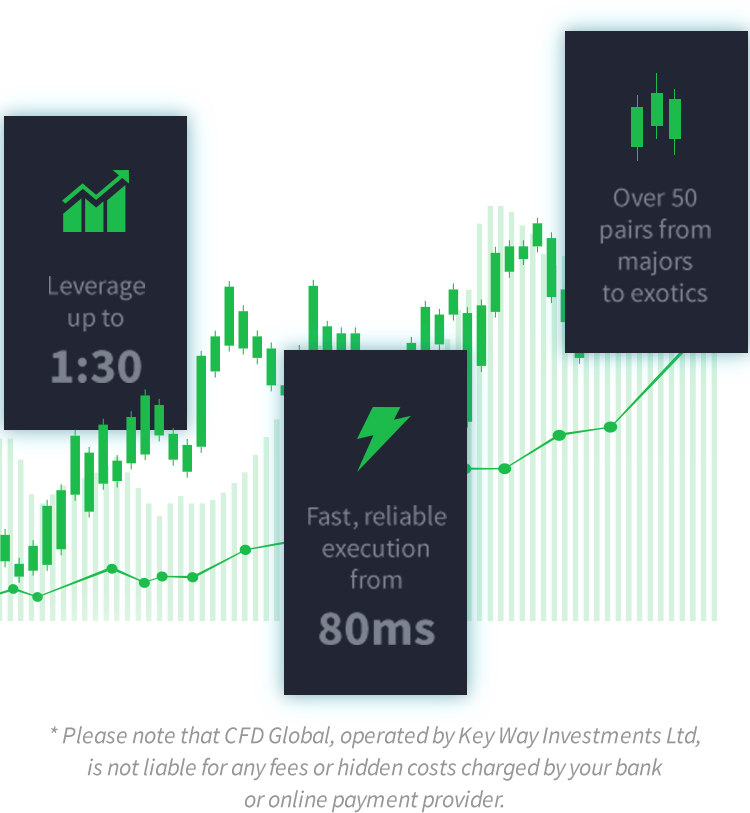 Leverage
up to
1:30
Fast, reliable
execution
from
80ms
Over 50
pairs from
majors
to exotics
* Please note that CFD Global, operated by Key Way Investments Ltd,
is not liable for any fees or hidden costs charged by your bank
or online payment provider.